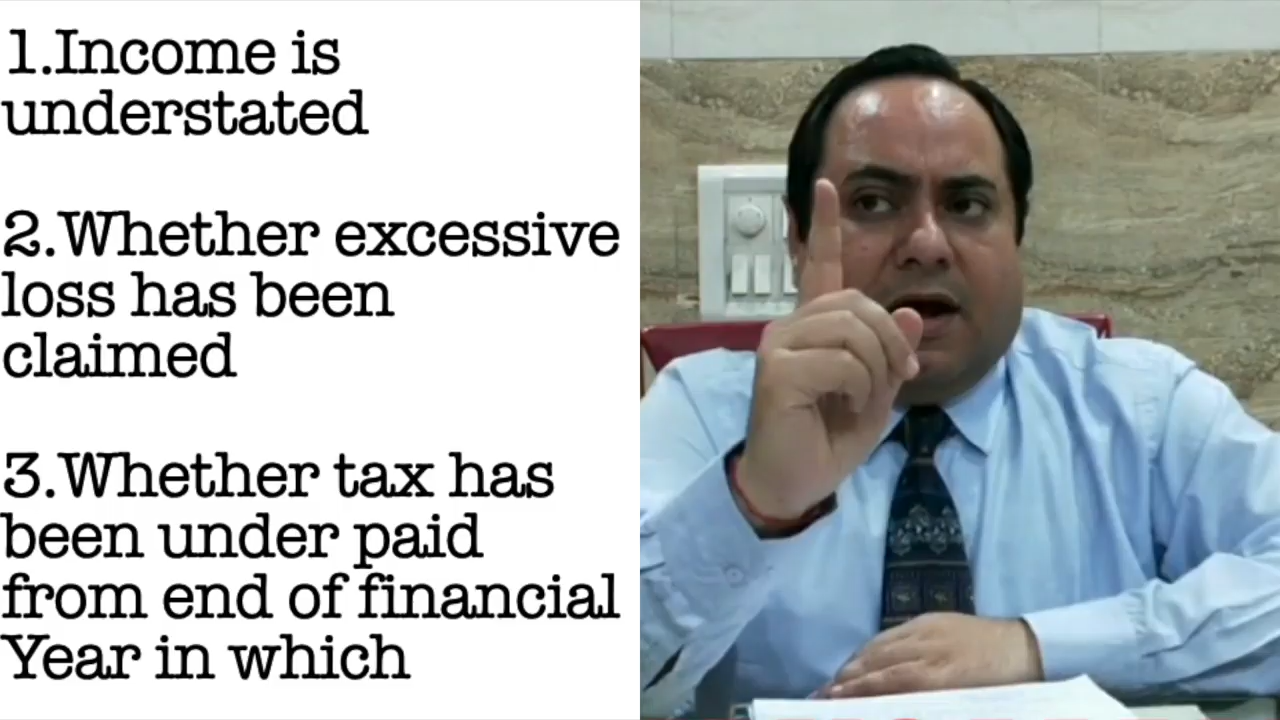 1.Income is
understated
2.Whether excessive
loss has been
claimed
3.Whether tax has
been under paid
from end of financial
Year in which